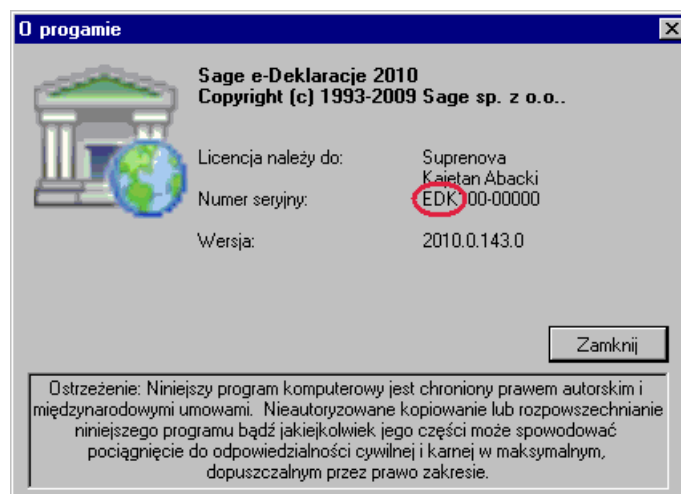 O progamie
Sage e-Deklaracje 2010
Copyright (c) 1993-2009 Sage sp. z o.o..
Licencja należy do: Suprenova
Kajetan Abacki
Numer seryjny: EDK 00-00000
Wersja: 2010.0.143.0
Zamknij
Ostrzeżenie: Niniejszy program komputerowy jest chroniony prawem autorskim i
międzynarodowymi umowami. Nieautoryzowane kopiowanie lub rozpowszechnianie
niniejszego programu bądź jakiejkolwiek jego części może spowodować
pociągnięcie do odpowiedzialności cywilnej i karnej w maksymalnym,
dopuszczalnym przez prawo zakresie.